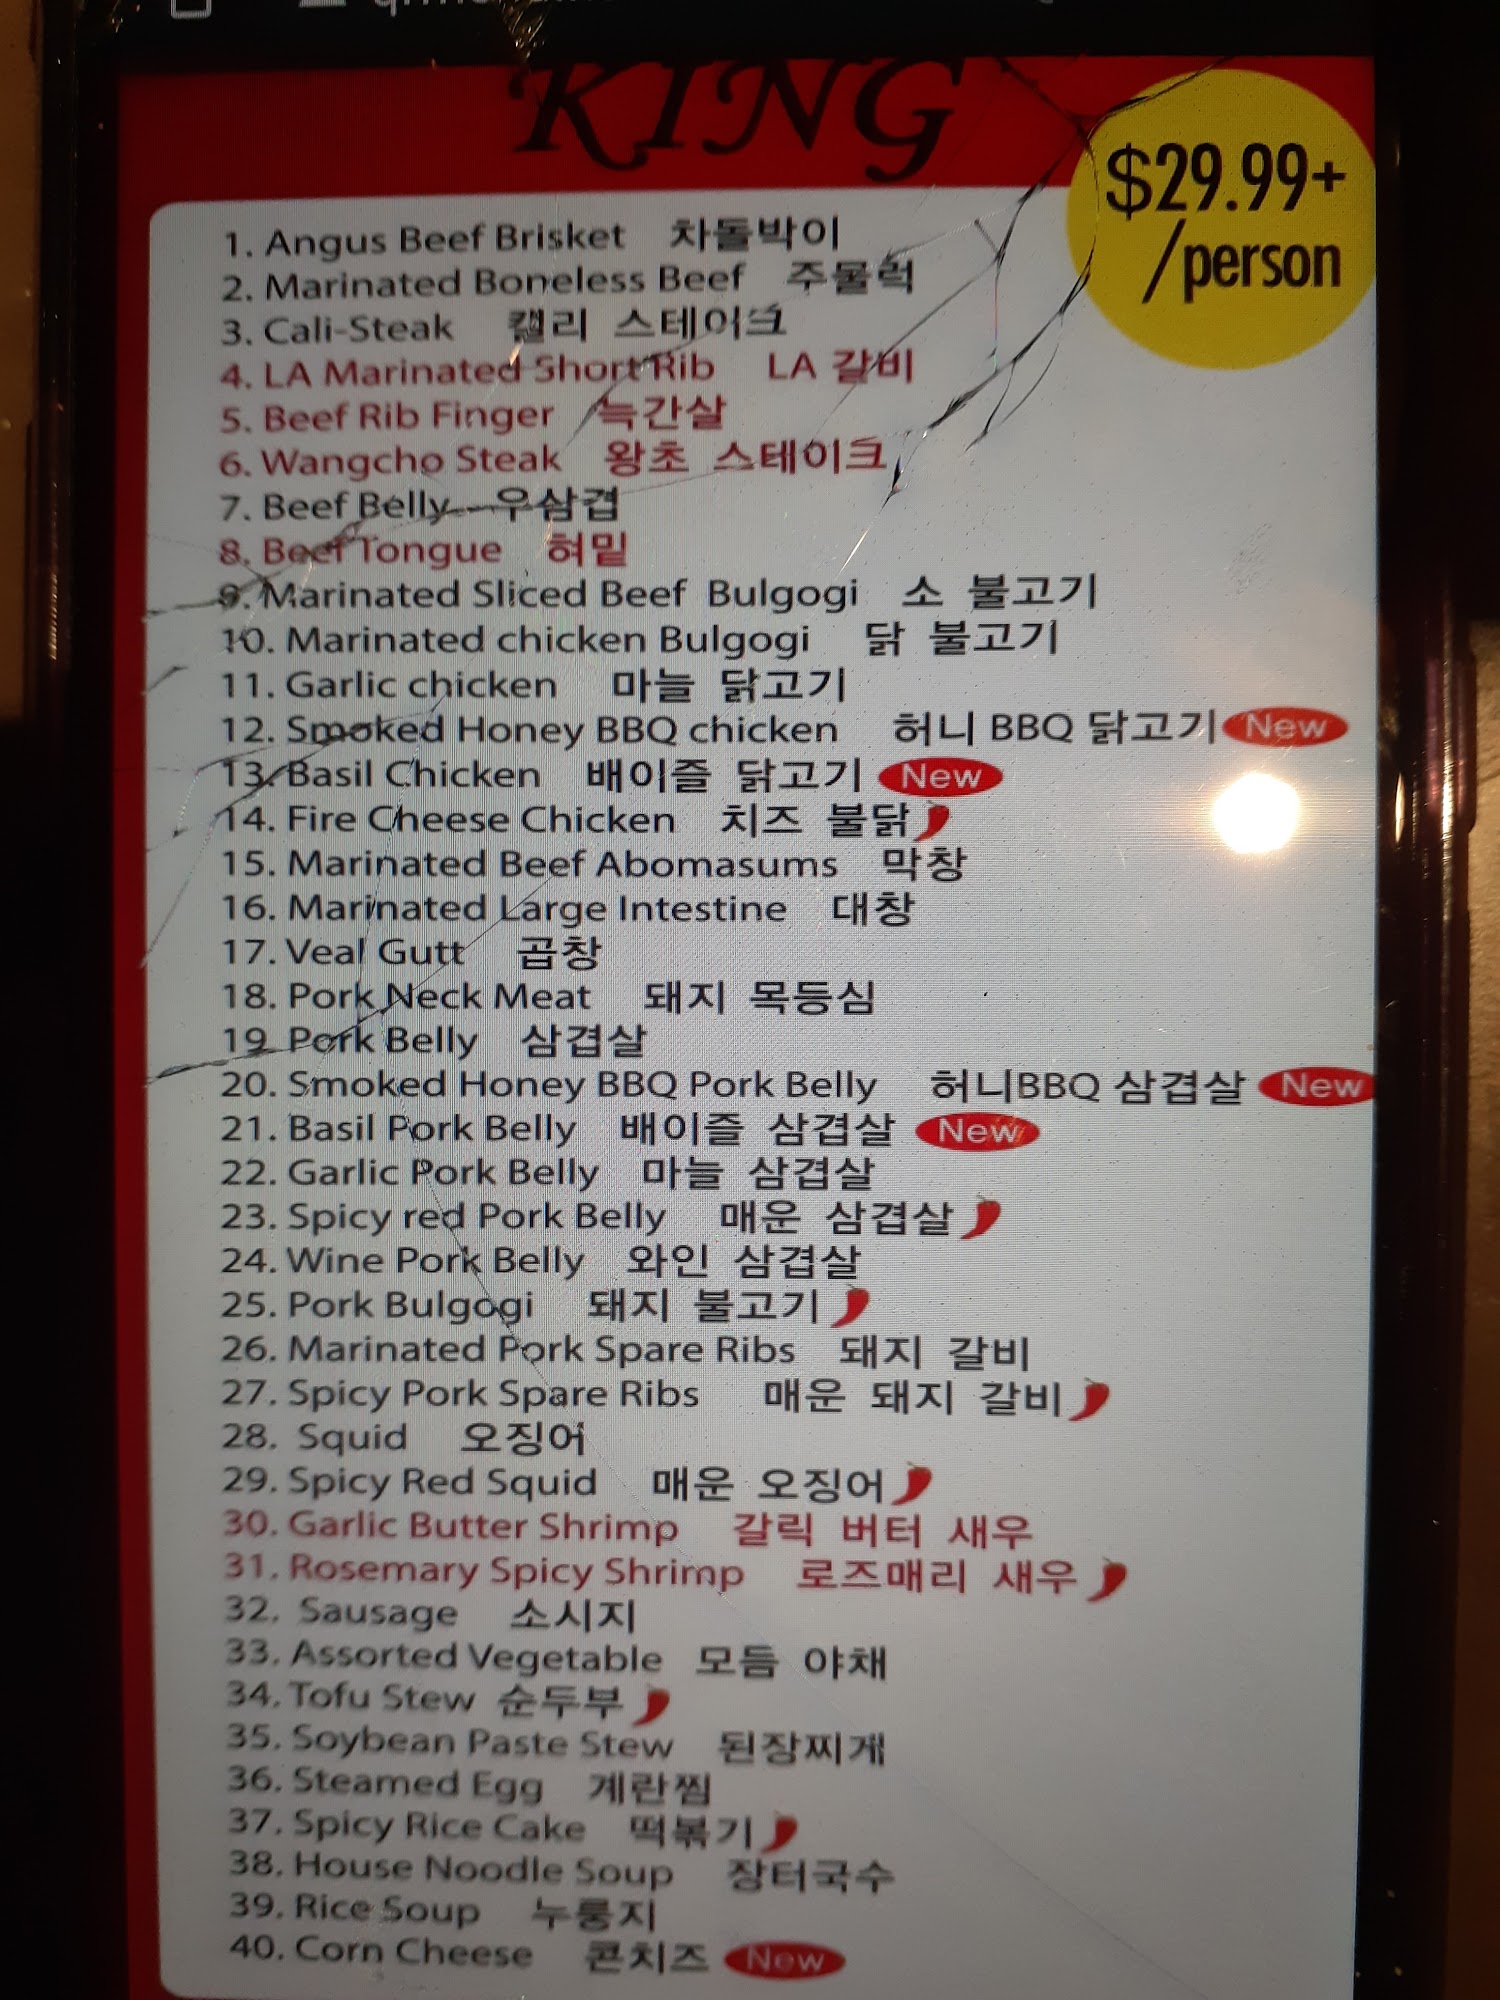 KING
$29.99+
/person
1. Angus Beef Brisket 차돌박이
2. Marinated Boneless Beef 주물럭
3. Cali-Steak 캘리 스테이크
4. LA Marinated Short Rib LA 갈비
5. Beef Rib Finger 늑간살
6. Wangcho Steak 왕초 스테이크
7. Beef Belly 우삼겹
8. Beef Tongue 혀밑
9. Marinated Sliced Beef Bulgogi 소 불고기
10. Marinated chicken Bulgogi 닭 불고기
11. Garlic chicken 마늘 닭고기
12. Smoked Honey BBQ chicken 허니 BBQ 닭고기 New
13. Basil Chicken 배이즐 닭고기 New
14. Fire Cheese Chicken 치즈 불닭
15. Marinated Beef Abomasums 막창
16. Marinated Large Intestine 대창
17. Veal Gutt 곱창
18. Pork Neck Meat 돼지 목등심
19. Pork Belly 삼겹살
20. Smoked Honey BBQ Pork Belly 허니BBQ 삼겹살 New
21. Basil Pork Belly 배이즐 삼겹살 New
22. Garlic Pork Belly 마늘 삼겹살
23. Spicy red Pork Belly 매운 삼겹살
24. Wine Pork Belly 와인 삼겹살
25. Pork Bulgogi 돼지 불고기
26. Marinated Pork Spare Ribs 돼지 갈비
27. Spicy Pork Spare Ribs 매운 돼지 갈비
28. Squid 오징어
29. Spicy Red Squid 매운 오징어
30. Garlic Butter Shrimp 갈릭 버터 새우
31. Rosemary Spicy Shrimp 로즈매리 새우
32. Sausage 소시지
33. Assorted Vegetable 모듬 야채
34. Tofu Stew 순두부
35. Soybean Paste Stew 된장찌게
36. Steamed Egg 계란찜
37. Spicy Rice Cake 떡볶기
38. House Noodle Soup 장터국수
39. Rice Soup 누룽지
40. Corn Cheese 콘치즈 New